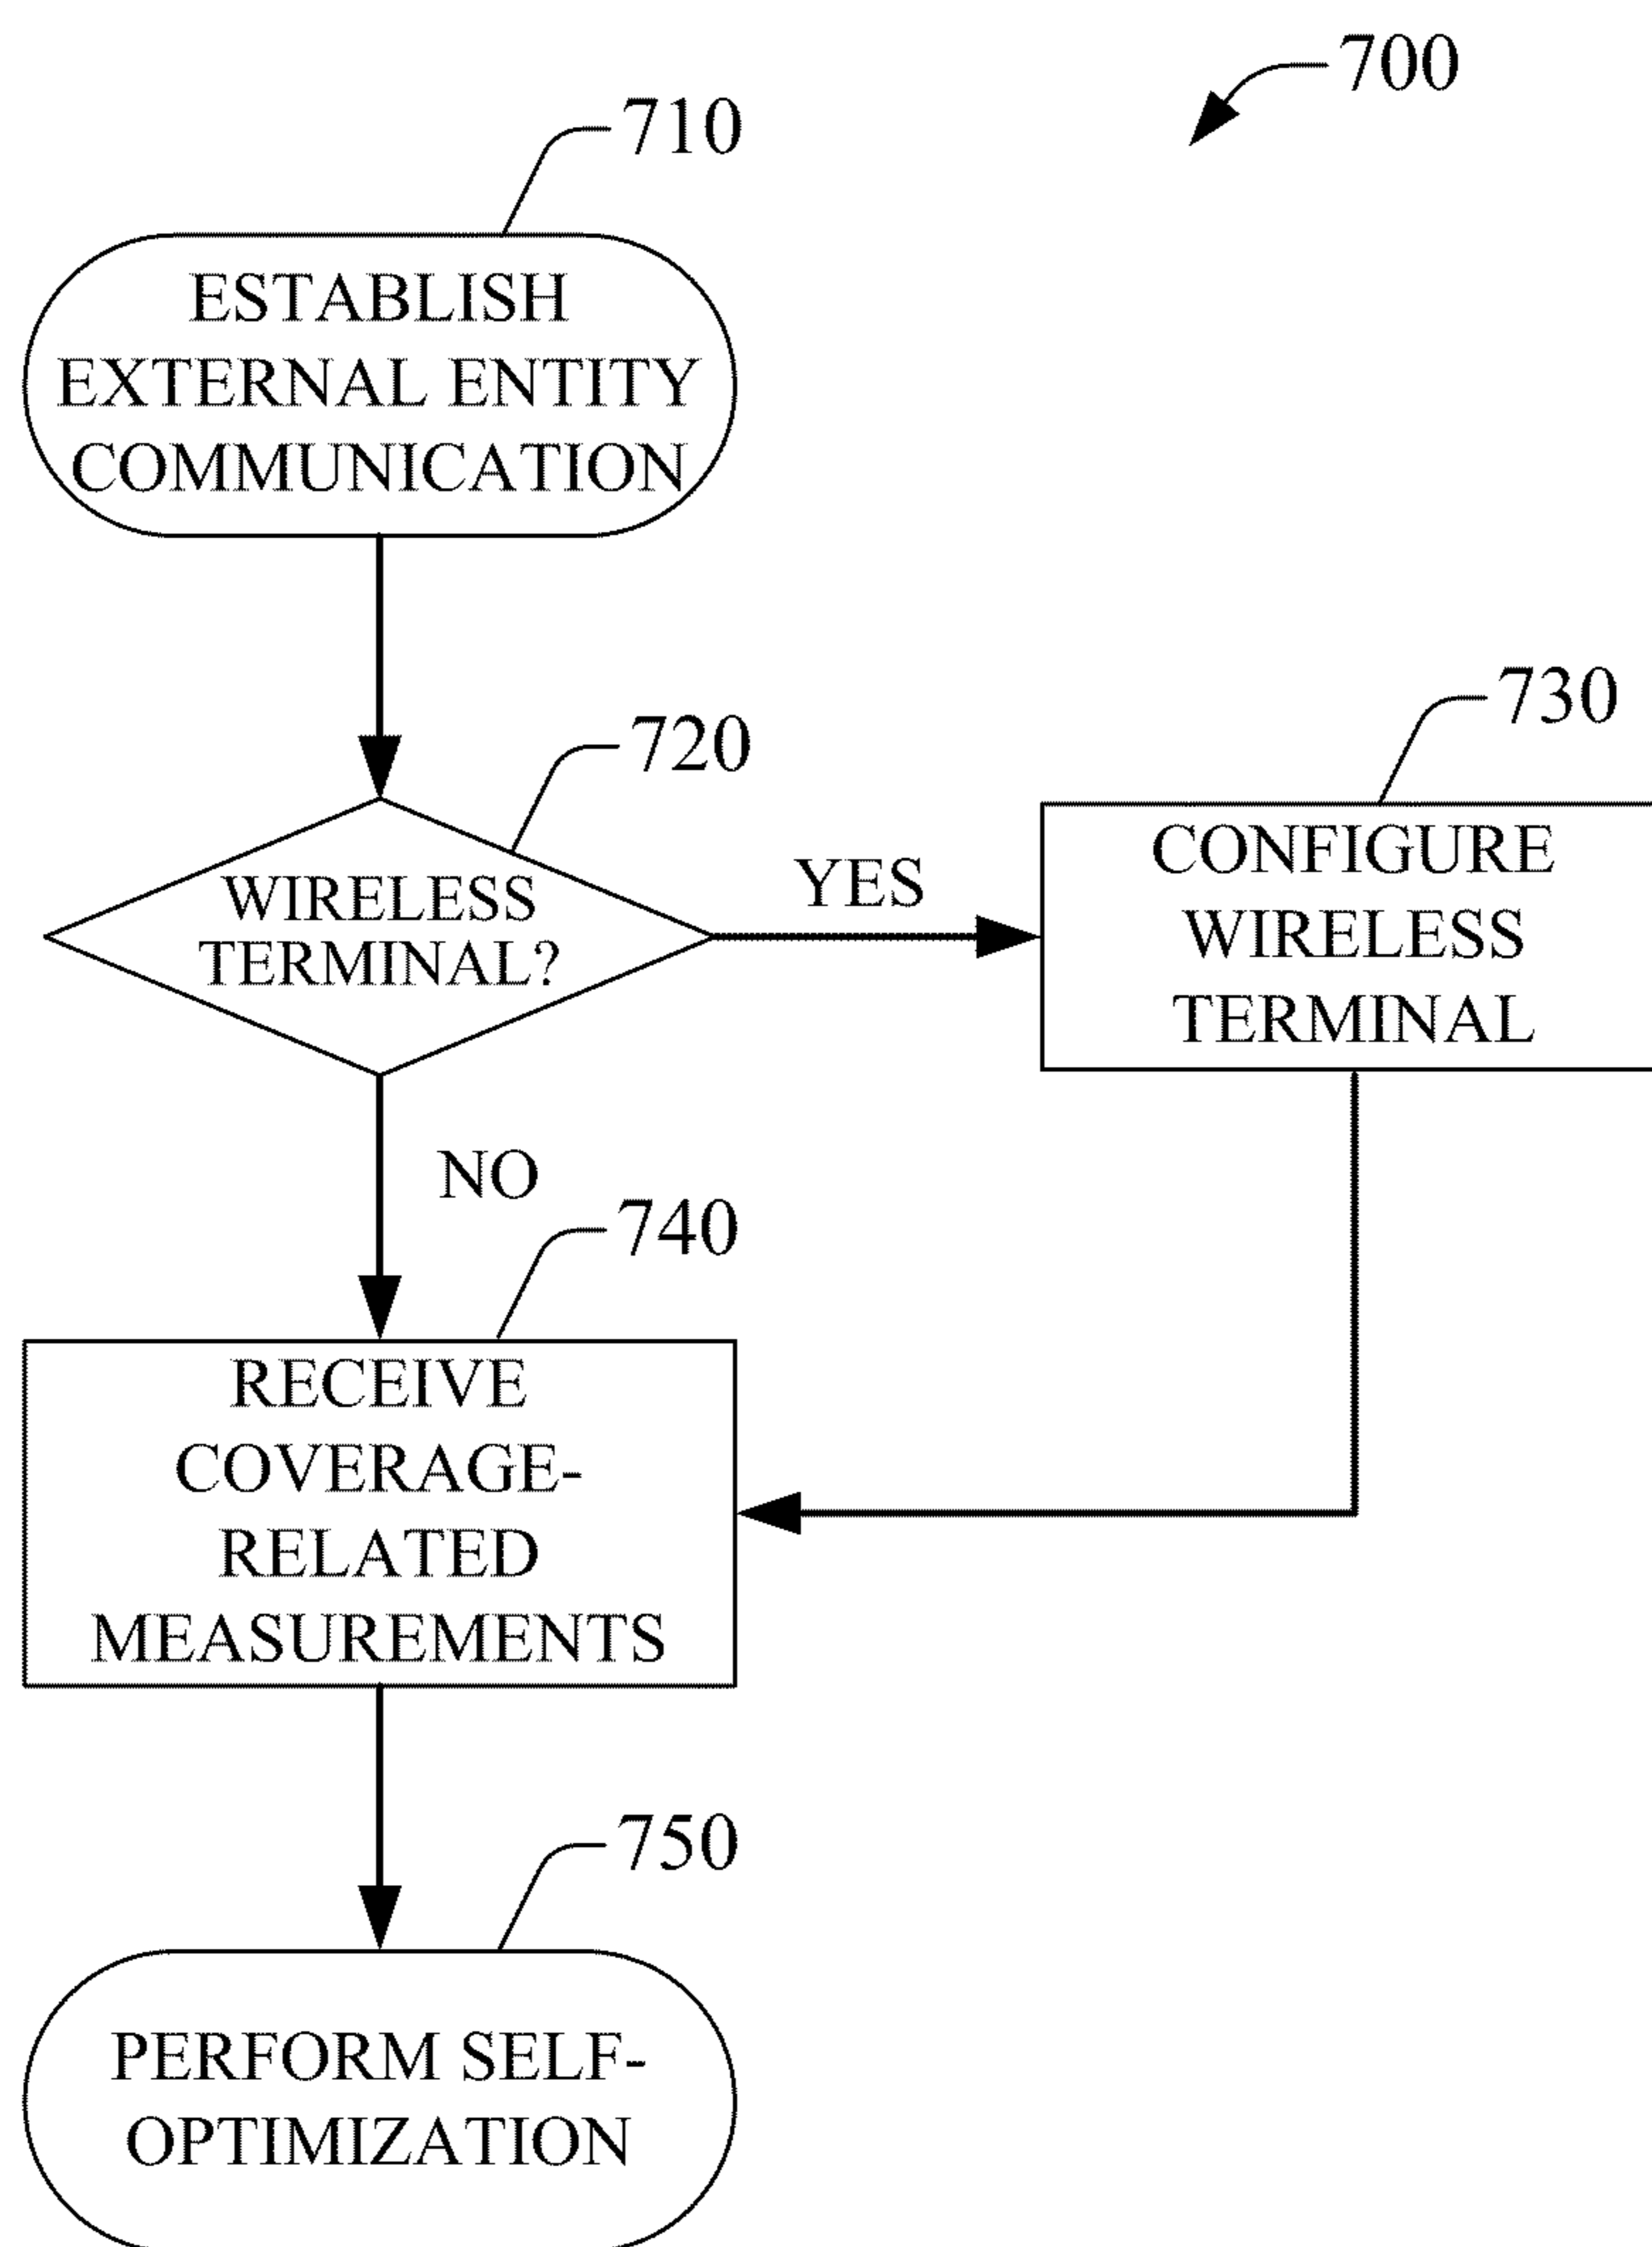 700
710
ESTABLISH
EXTERNAL ENTITY
COMMUNICATION
720
WIRELESS
TERMINAL?
YES
730
CONFIGURE
WIRELESS
TERMINAL
NO
740
RECEIVE
COVERAGE-
RELATED
MEASUREMENTS
750
PERFORM SELF-
OPTIMIZATION